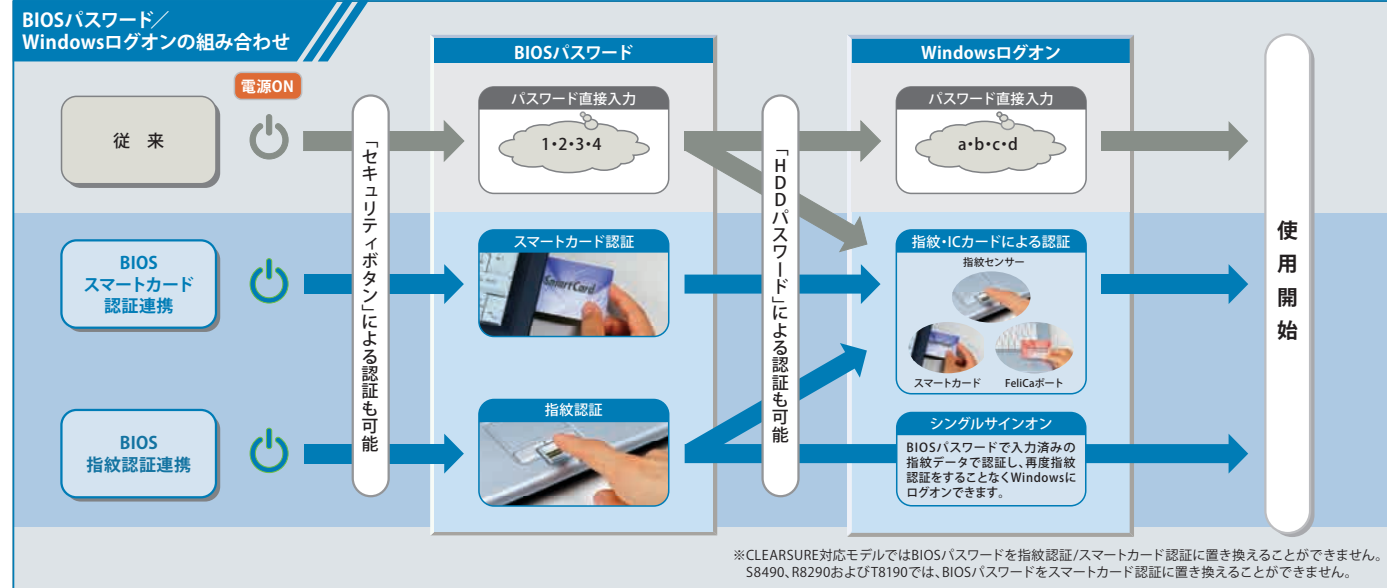 BIOSパスワード／
Windowsログオンの組み合わせ
電源ON
従 来
BIOS
スマートカード
認証連携
BIOS
指紋認証連携
「セキュリティボタン」による認証も可能
BIOSパスワード
パスワード直接入力
1・2・3・4
スマートカード認証
SmartCard
指紋認証
「HDDパスワード」による認証も可能
Windowsログオン
パスワード直接入力
a・b・c・d
指紋・ICカードによる認証
指紋センサー
スマートカード
FeliCaポート
シングルサインオン
BIOSパスワードで入力済みの
指紋データで認証し、再度指紋
認証をすることなくWindowsに
ログオンできます。
使用開始
※CLEARSURE対応モデルではBIOSパスワードを指紋認証/スマートカード認証に置き換えることができません。
S8490、R8290およびT8190では、BIOSパスワードをスマートカード認証に置き換えることができません。